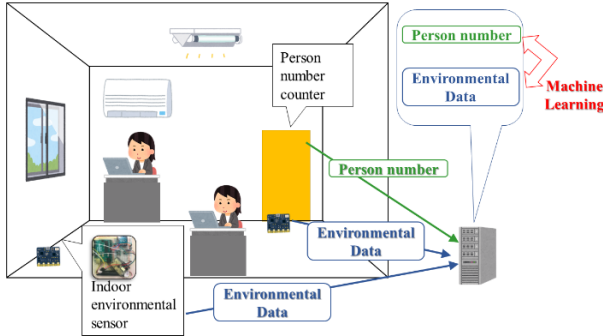 Person
number
counter
Person number
Environmental
Data
Machine
Learning
Person number
Environmental
Data
Indoor
environmental
sensor
Environmental
Data